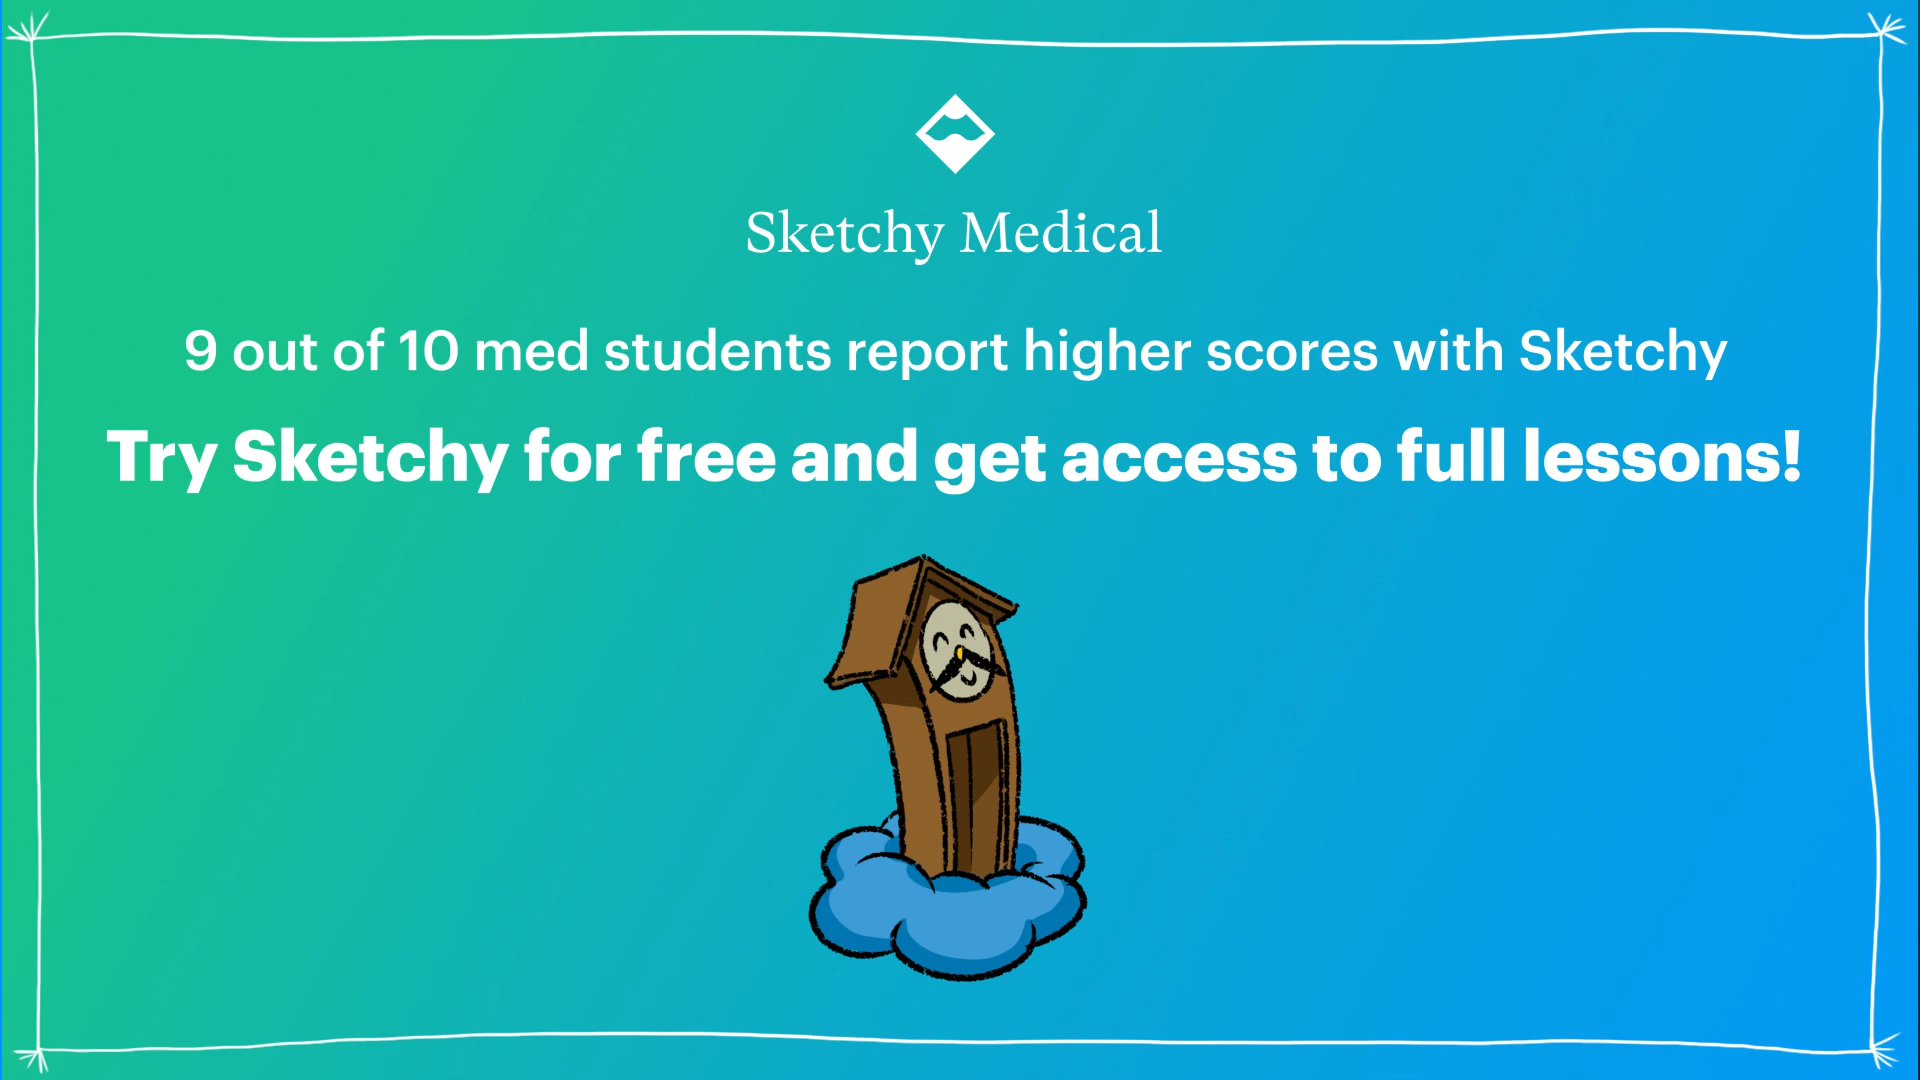 Sketchy Medical
9 out of 10 med students report higher scores with Sketchy
Try Sketchy for free and get access to full lessons!